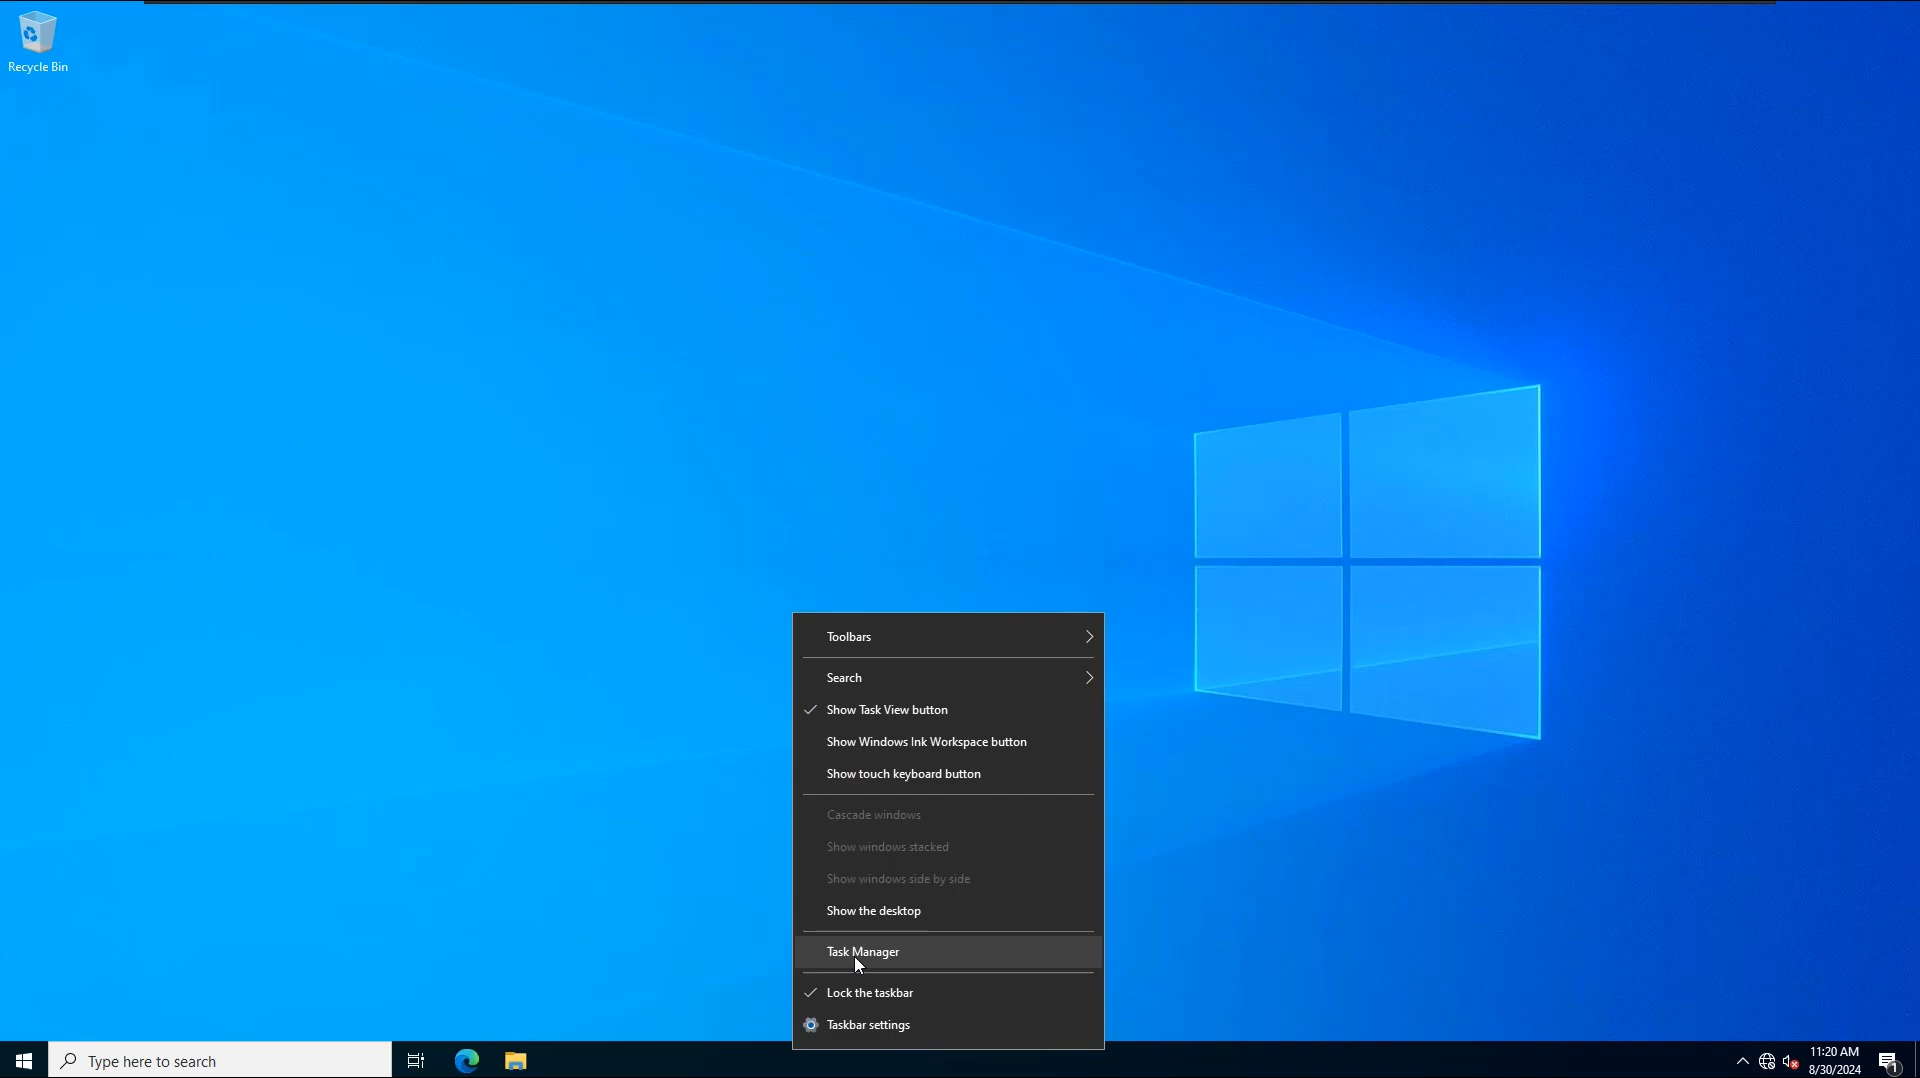 Recycle Bin
Toolbars
Search
Show Task View button
Show Windows Ink Workspace button
Show touch keyboard button
Cascade windows
Show windows stacked
Show windows side by side
Show the desktop
Task Manager
Lock the taskbar
Taskbar settings
Type here to search
11:20 AM
8/30/2024
1